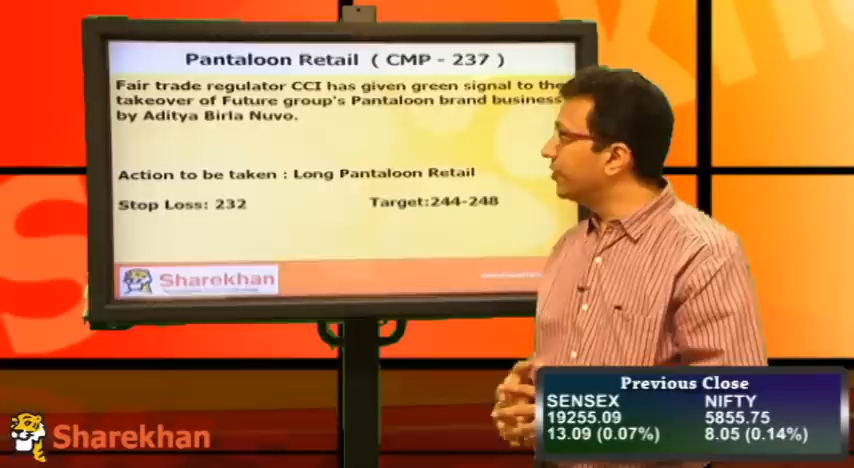 Pantaloon Retail ( CMP - 237 )
Fair trade regulator CCI has given green signal to the
takeover of Future group's Pantaloon brand business
by Aditya Birla Nuvo.
Action to be taken : Long Pantaloon Retail
Stop Loss: 232 Target:244-248
Sharekhan
Previous Close
SENSEX NIFTY
19255.09 5855.75
13.09 (0.07%) 8.05 (0.14%)
Sharekhan